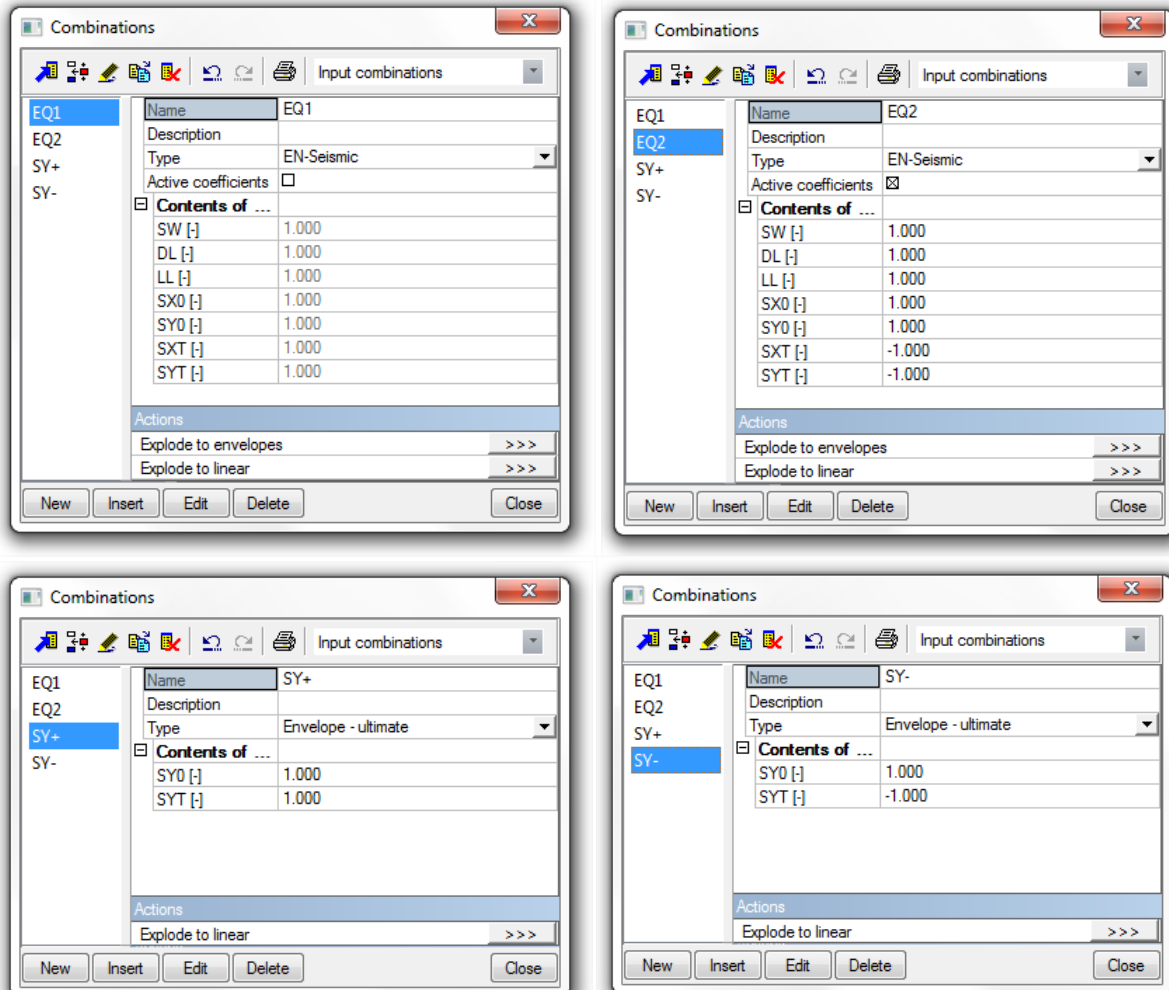 Combinations
Input combinations
EQ1
EQ2
SY+
SY-
Name EQ1
Description
Type EN-Seismic
Active coefficients
Contents of ...
SW [-] 1.000
DL [-] 1.000
LL [-] 1.000
SX0 [-] 1.000
SY0 [-] 1.000
SXT [-] 1.000
SYT [-] 1.000
Actions
Explode to envelopes >>>
Explode to linear >>>
New Insert Edit Delete Close
Combinations
Input combinations
EQ1
EQ2
SY+
SY-
Name EQ2
Description
Type EN-Seismic
Active coefficients
Contents of ...
SW [-] 1.000
DL [-] 1.000
LL [-] 1.000
SX0 [-] 1.000
SY0 [-] 1.000
SXT [-] -1.000
SYT [-] -1.000
Actions
Explode to envelopes >>>
Explode to linear >>>
New Insert Edit Delete Close
Combinations
Input combinations
EQ1
EQ2
SY+
SY-
Name SY+
Description
Type Envelope - ultimate
Contents of ...
SY0 [-] 1.000
SYT [-] 1.000
Actions
Explode to linear >>>
New Insert Edit Delete Close
Combinations
Input combinations
EQ1
EQ2
SY+
SY-
Name SY-
Description
Type Envelope - ultimate
Contents of ...
SY0 [-] 1.000
SYT [-] -1.000
Actions
Explode to linear >>>
New Insert Edit Delete Close